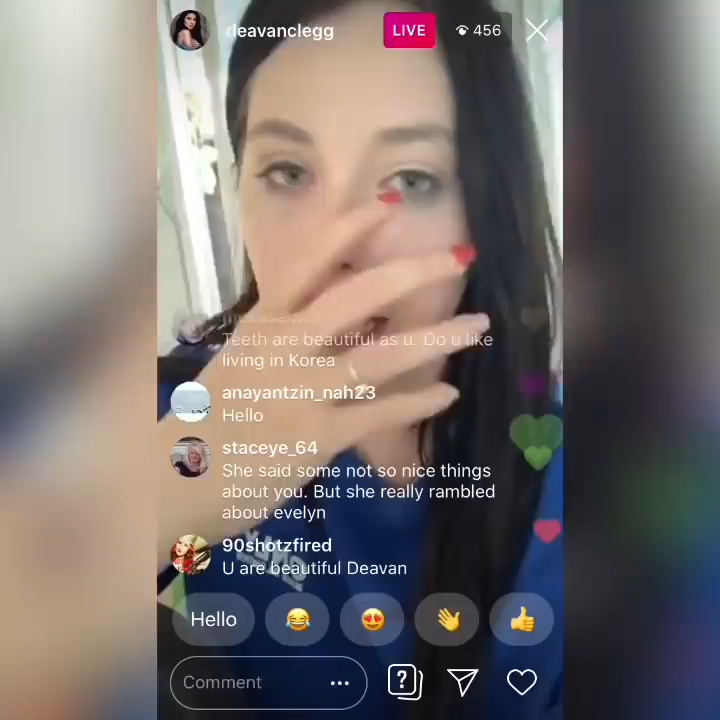 deavanclegg
LIVE
456
Teeth are beautiful as u. Do u like
living in Korea
anayantzin_nah23
Hello
staceye_64
She said some not so nice things
about you. But she really rambled
about evelyn
90shotzfired
U are beautiful Deavan
Hello
Comment